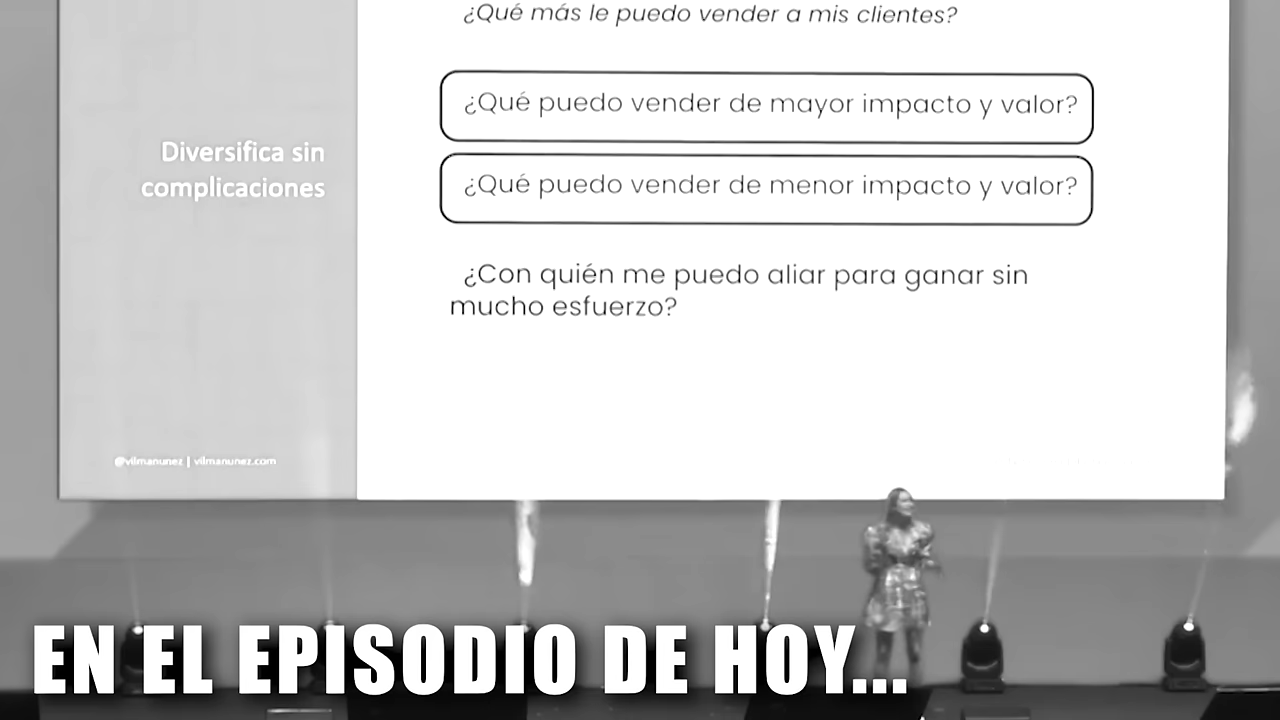 ¿Qué más le puedo vender a mis clientes?
¿Qué puedo vender de mayor impacto y valor?
Diversifica sin
complicaciones
¿Qué puedo vender de menor impacto y valor?
¿Con quién me puedo aliar para ganar sin
mucho esfuerzo?
@vilmanunez | vilmanunez.com
EN EL EPISODIO DE HOY...